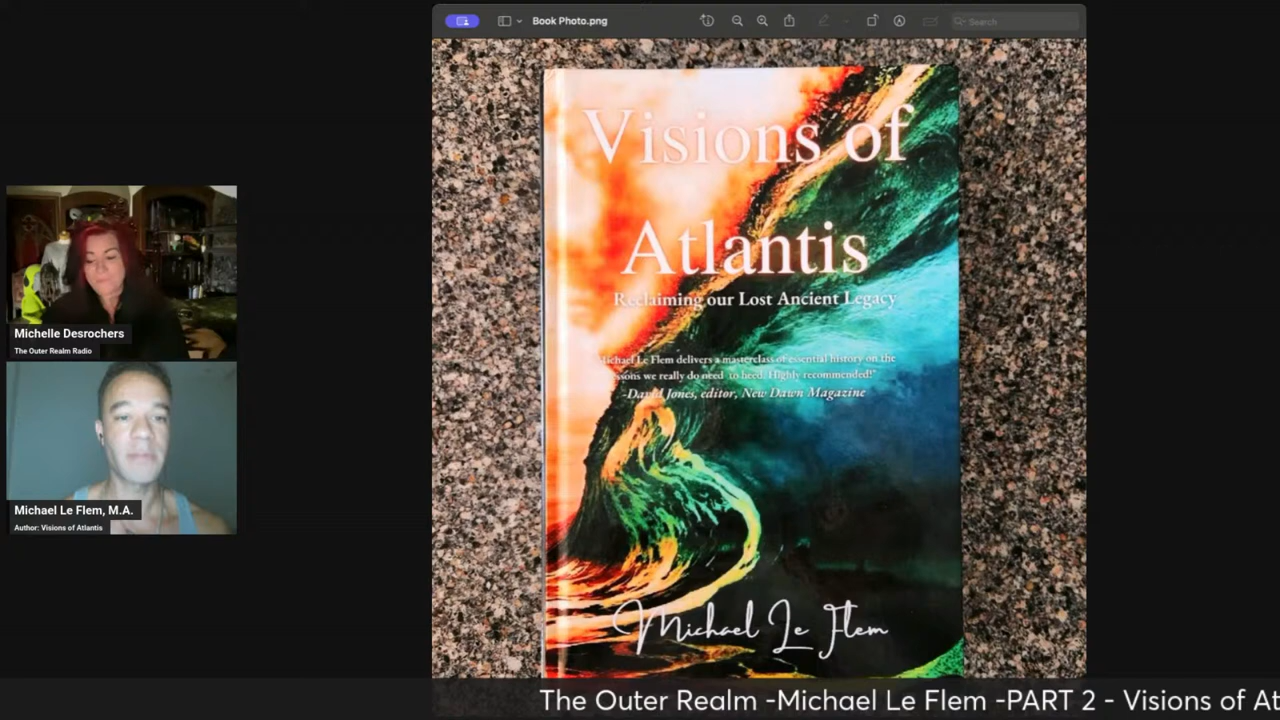 Book Photo.png
Search
Visions of
Atlantis
Reclaiming our Lost Ancient Legacy
Michael Le Flem delivers a masterclass of essential history on the
we really do need to heed. Highly recommended!"
-David Jones, editor, New Dawn Magazine
Michael Le Flem
Michelle Desrochers
The Outer Realm Radio
Michael Le Flem, M.A.
Author: Visions of Atlantis
The Outer Realm -Michael Le Flem -PART 2 - Visions of At